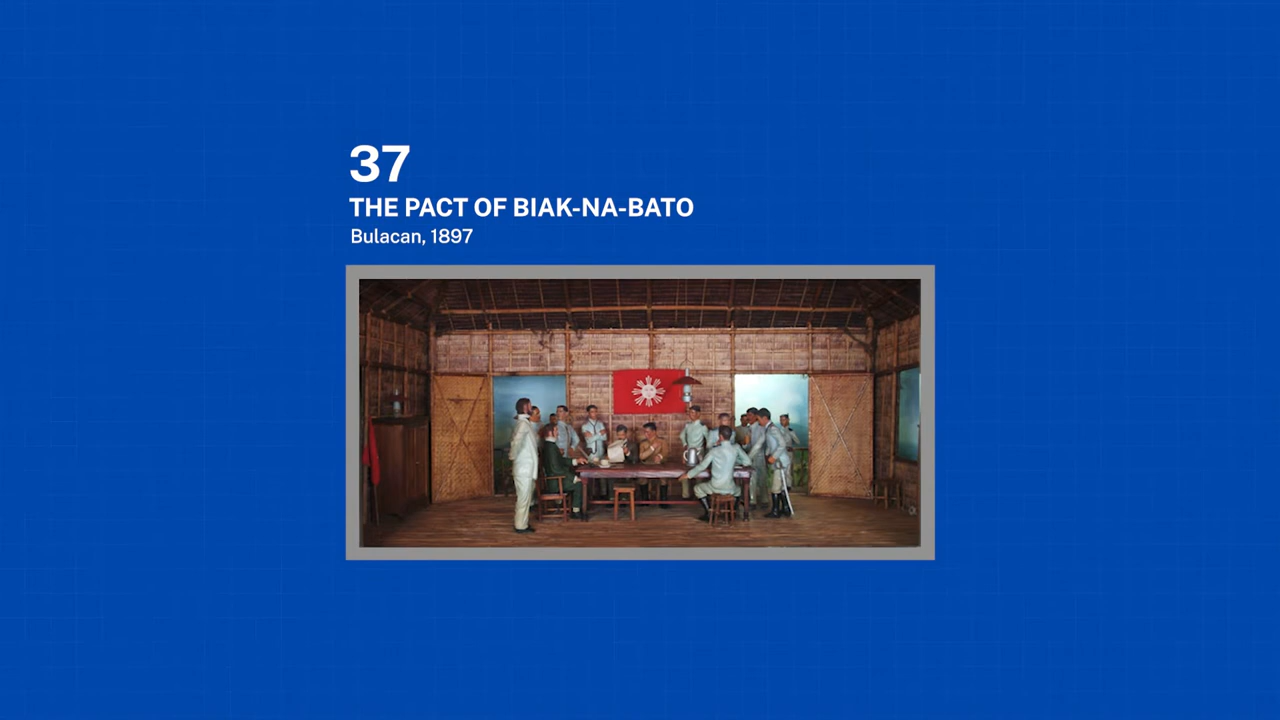 37
THE PACT OF BIAK-NA-BATO
Bulacan, 1897